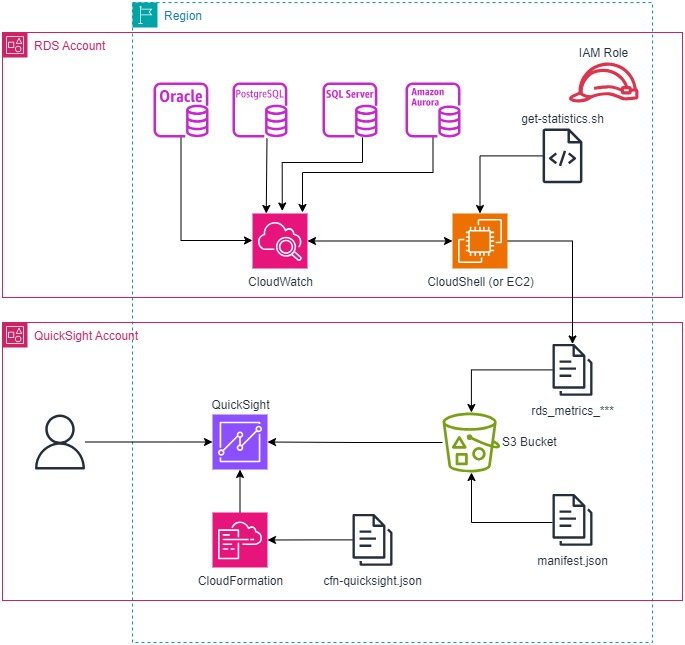 Region
RDS Account
IAM Role
Oracle
PostgreSQL
SQL Server
Amazon
Aurora
get-statistics.sh
CloudWatch
CloudShell (or EC2)
QuickSight Account
QuickSight
rds_metrics_***
S3 Bucket
CloudFormation
cfn-quicksight.json
manifest.json